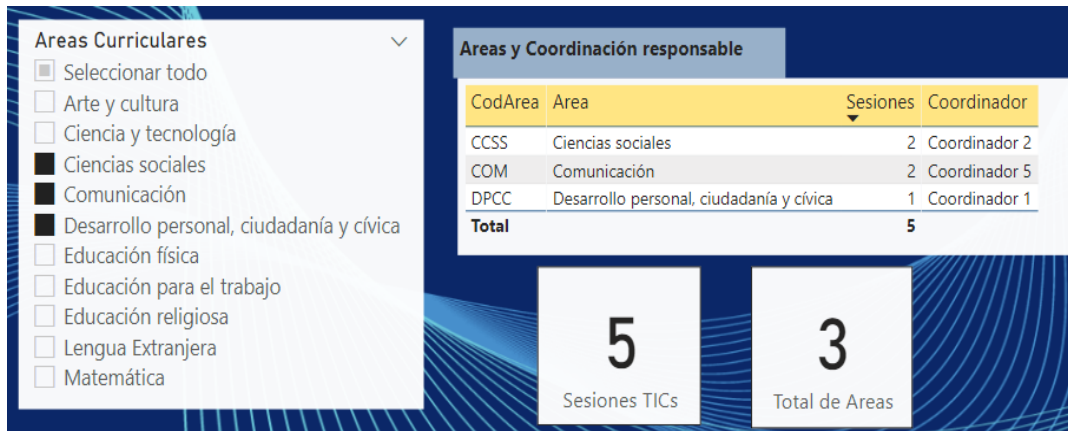 Areas Curriculares
Seleccionar todo
Arte y cultura
Ciencia y tecnología
Ciencias sociales
Comunicación
Desarrollo personal, ciudadanía y cívica
Educación física
Educación para el trabajo
Educación religiosa
Lengua Extranjera
Matemática
Areas y Coordinación responsable
CodArea Area Sesiones Coordinador
CCSS Ciencias sociales 2 Coordinador 2
COM Comunicación 2 Coordinador 5
DPCC Desarrollo personal, ciudadanía y cívica 1 Coordinador 1
Total 5
5
Sesiones TICs
3
Total de Areas